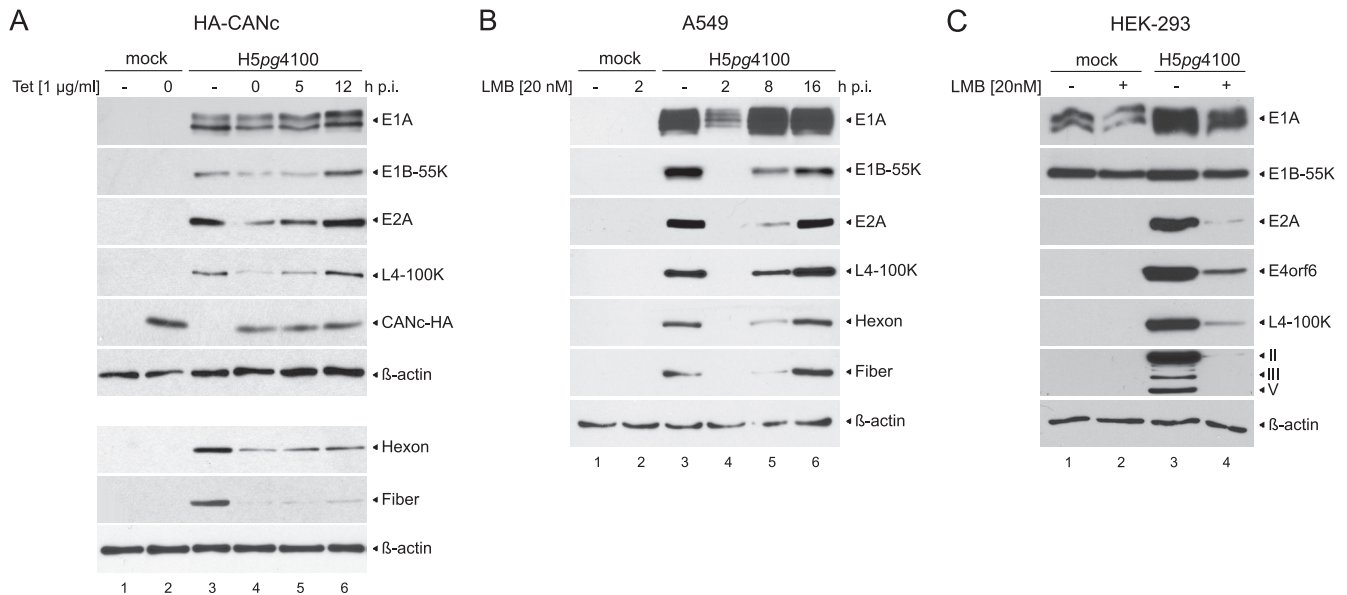 A
HA-CANc
mock
H5pg4100
Tet [1 µg/ml]
-
0
-
0
5
12
h p.i.
E1A
E1B-55K
E2A
L4-100K
CANc-HA
ß-actin
Hexon
Fiber
ß-actin
1 2 3 4 5 6
B
A549
mock
H5pg4100
LMB [20 nM]
-
2
-
2
8
16
h p.i.
E1A
E1B-55K
E2A
L4-100K
Hexon
Fiber
ß-actin
1 2 3 4 5 6
C
HEK-293
mock
H5pg4100
LMB [20nM]
-
+
-
+
E1A
E1B-55K
E2A
E4orf6
L4-100K
II
III
V
ß-actin
1 2 3 4